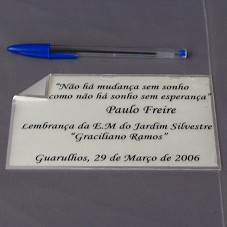 "Não há mudança sem sonho
como não há sonho sem esperança"
Paulo Freire
Lembrança da E.M do Jardim Silvestre
"Graciliano Ramos"
Guarulhos, 29 de Março de 2006